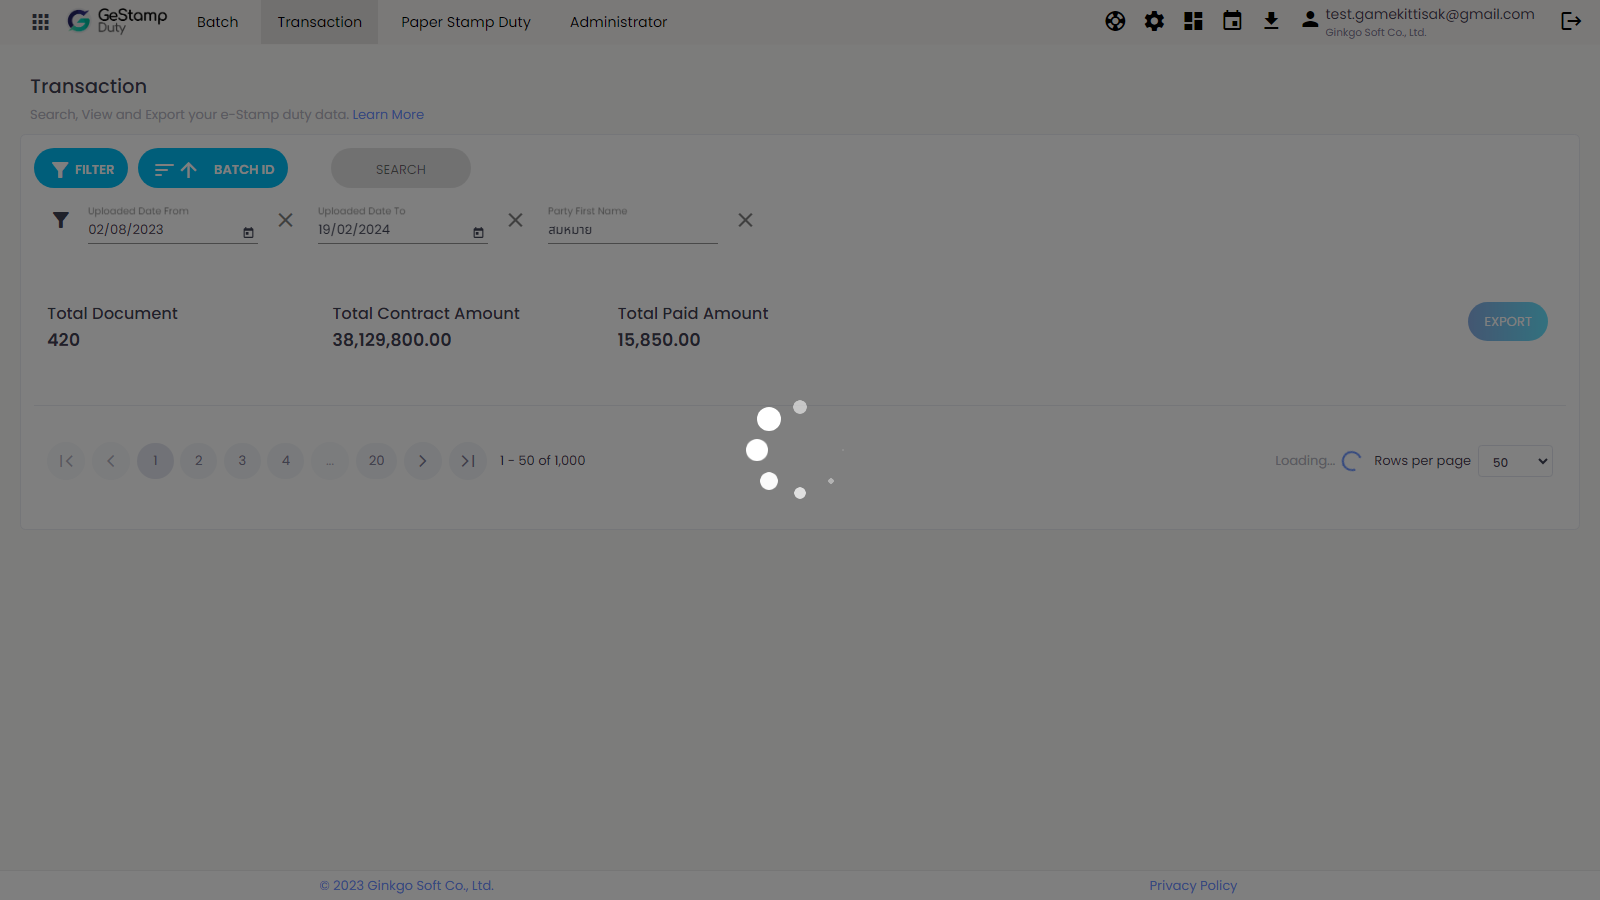 GeStamp
Duty
Batch
Transaction
Paper Stamp Duty
Administrator
test.gamekittisak@gmail.com
Ginkgo Soft Co., Ltd.
Transaction
Search, View and Export your e-Stamp duty data. Learn More
FILTER
BATCH ID
SEARCH
Uploaded Date From
02/08/2023
Uploaded Date To
19/02/2024
Party First Name
สมหมาย
Total Document
420
Total Contract Amount
38,129,800.00
Total Paid Amount
15,850.00
EXPORT
1 2 3 4 ... 20
1 - 50 of 1,000
Loading...
Rows per page
50
© 2023 Ginkgo Soft Co., Ltd.
Privacy Policy